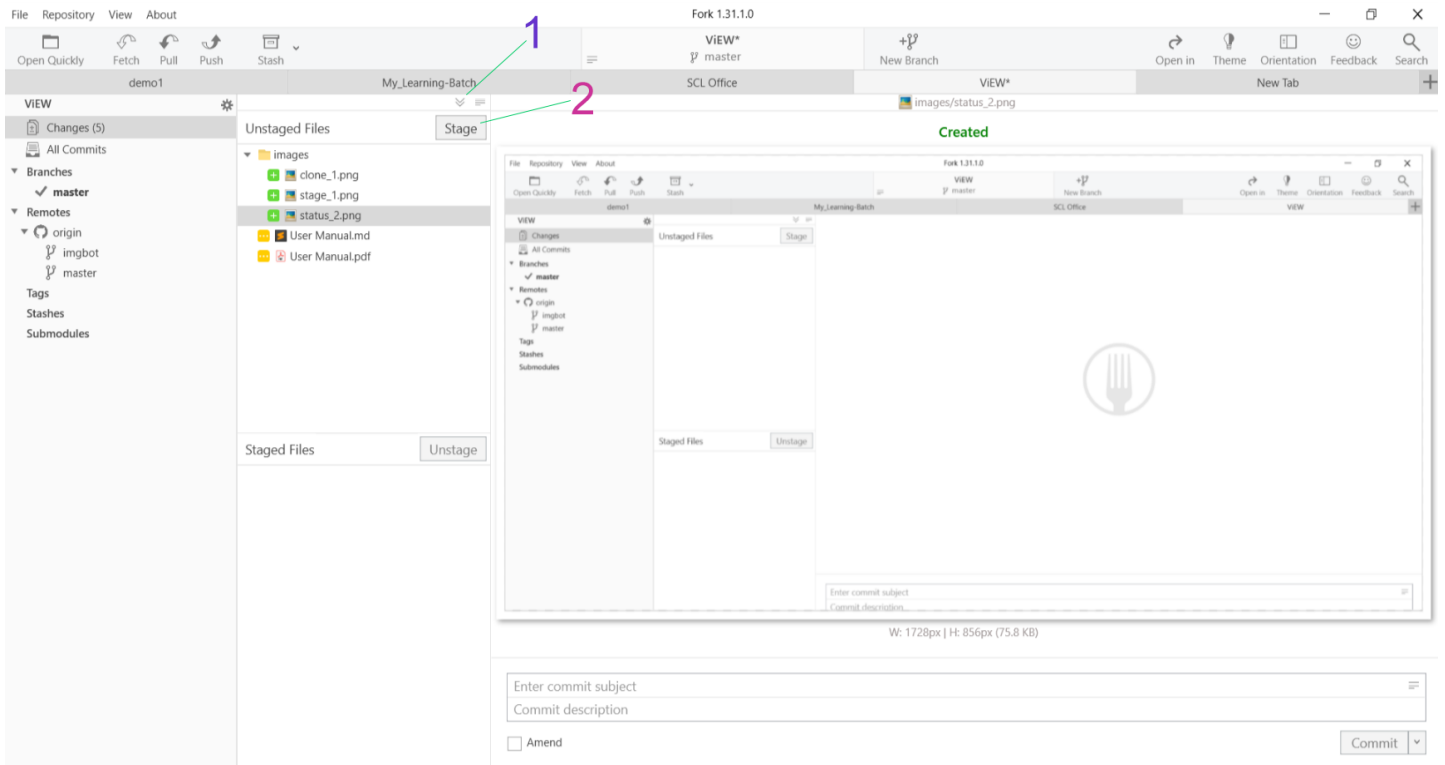 File Repository View About
Fork 1.31.1.0
Open Quickly Fetch Pull Push Stash
ViEW*
master
New Branch
Open in Theme Orientation Feedback Search
1
demo1 My_Learning-Batch SCL Office ViEW* New Tab
2
ViEW
Changes (5)
All Commits
Branches
master
Remotes
origin
imgbot
master
Tags
Stashes
Submodules
Unstaged Files Stage
images
clone_1.png
stage_1.png
status_2.png
User Manual.md
User Manual.pdf
Staged Files Unstage
images/status_2.png
Created
File Repository View About
Fork 1.31.1.0
Open Quickly Fetch Pull Push Stash
ViEW
master
New Branch
Open in Theme Orientation Feedback Search
demo1 My_Learning-Batch SCL Office ViEW
ViEW
Changes
All Commits
Branches
master
Remotes
origin
imgbot
master
Tags
Stashes
Submodules
Unstaged Files Stage
Staged Files Unstage
Enter commit subject
Commit description
W: 1728px | H: 856px (75.8 KB)
Enter commit subject
Commit description
Amend
Commit